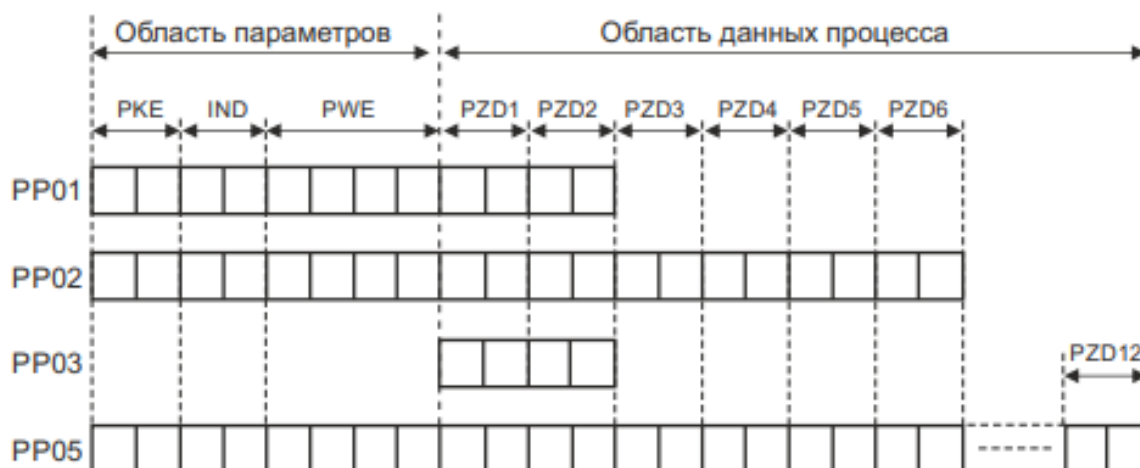 Область параметров Область данных процесса
PKE IND PWE PZD1 PZD2 PZD3 PZD4 PZD5 PZD6
PP01
PP02
PP03 PZD12
PP05